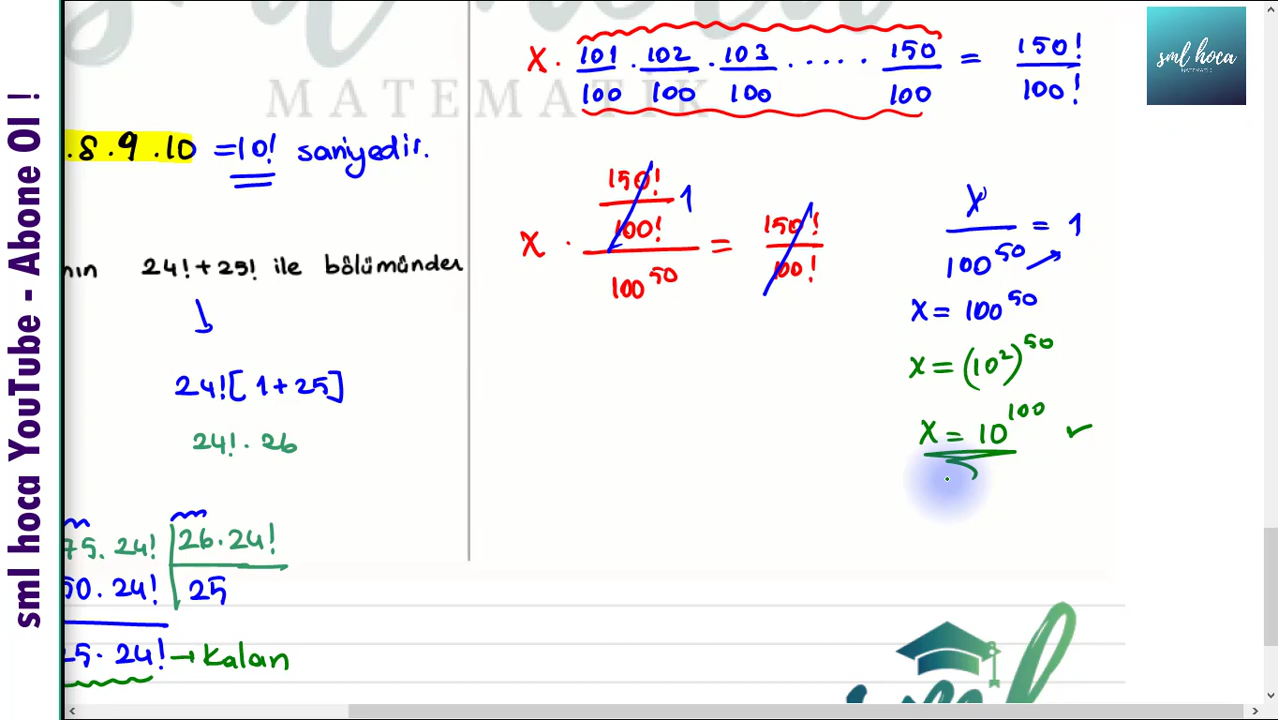 sml hoca YouTube - Abone Ol !
MATEMATİK
.8.9.10 =10! saniyedir.
24!+25! ile bölümünden
24![1+25]
24!.26
75.24! |26.24!
50.24! |25
25.24! → Kalan
x . 101/100 . 102/100 . 103/100 ..... 150/100 = 150!/100!
x . (150!/100!)/100^50 = 150!/100!
1
x/100^50 = 1
x = 100^50
x = (10^2)^50
x = 10^100 ✓
sml hoca
MATEMATİK
sml